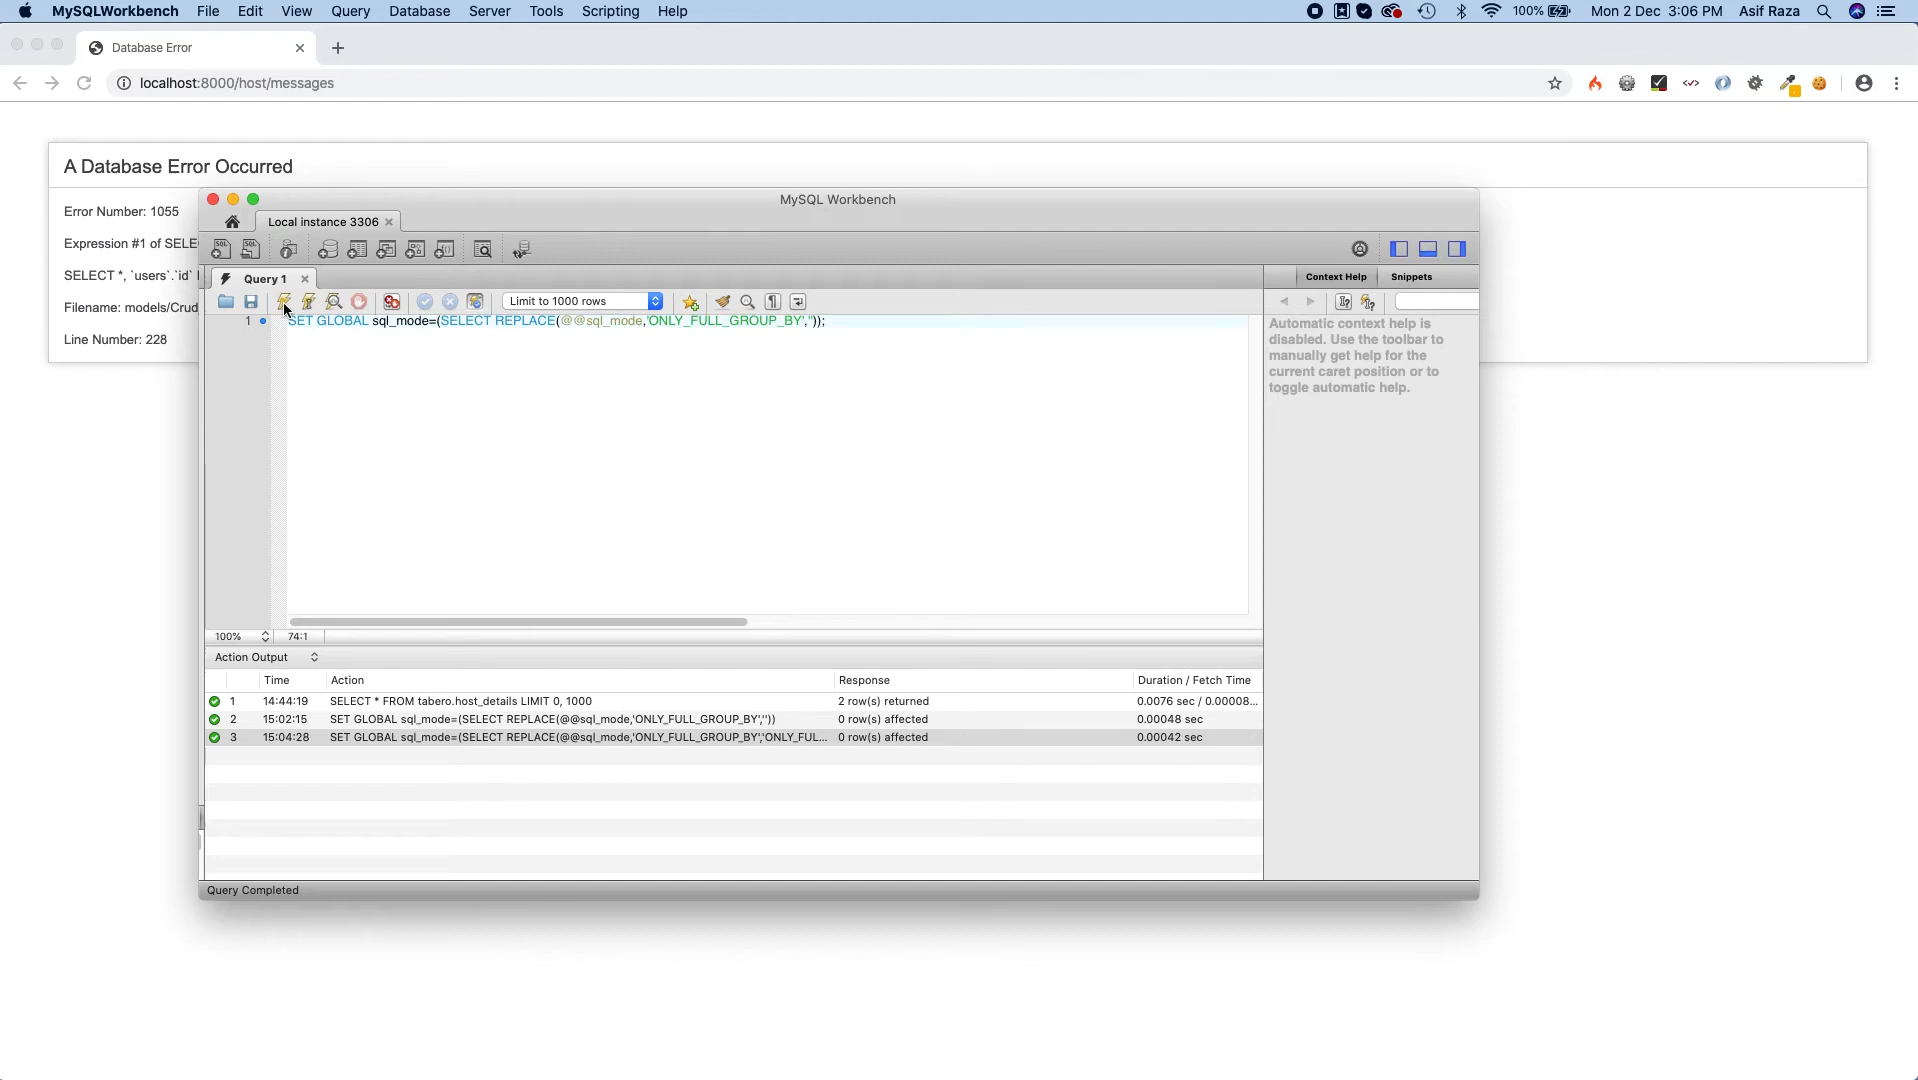 MySQLWorkbench File Edit View Query Database Server Tools Scripting Help 100% Mon 2 Dec 3:06 PM Asif Raza
Database Error
localhost:8000/host/messages
A Database Error Occurred
Error Number: 1055
Expression #1 of SELE
SELECT *, `users`.`id`
Filename: models/Crud
Line Number: 228
MySQL Workbench
Local instance 3306
Query 1
Context Help Snippets
Limit to 1000 rows
1 SET GLOBAL sql_mode=(SELECT REPLACE(@@sql_mode,'ONLY_FULL_GROUP_BY',''));
Automatic context help is
disabled. Use the toolbar to
manually get help for the
current caret position or to
toggle automatic help.
100% 74:1
Action Output
Time Action Response Duration / Fetch Time
1 14:44:19 SELECT * FROM tabero.host_details LIMIT 0, 1000 2 row(s) returned 0.0076 sec / 0.00008...
2 15:02:15 SET GLOBAL sql_mode=(SELECT REPLACE(@@sql_mode,'ONLY_FULL_GROUP_BY','')) 0 row(s) affected 0.00048 sec
3 15:04:28 SET GLOBAL sql_mode=(SELECT REPLACE(@@sql_mode,'ONLY_FULL_GROUP_BY','ONLY_FUL... 0 row(s) affected 0.00042 sec
Query Completed